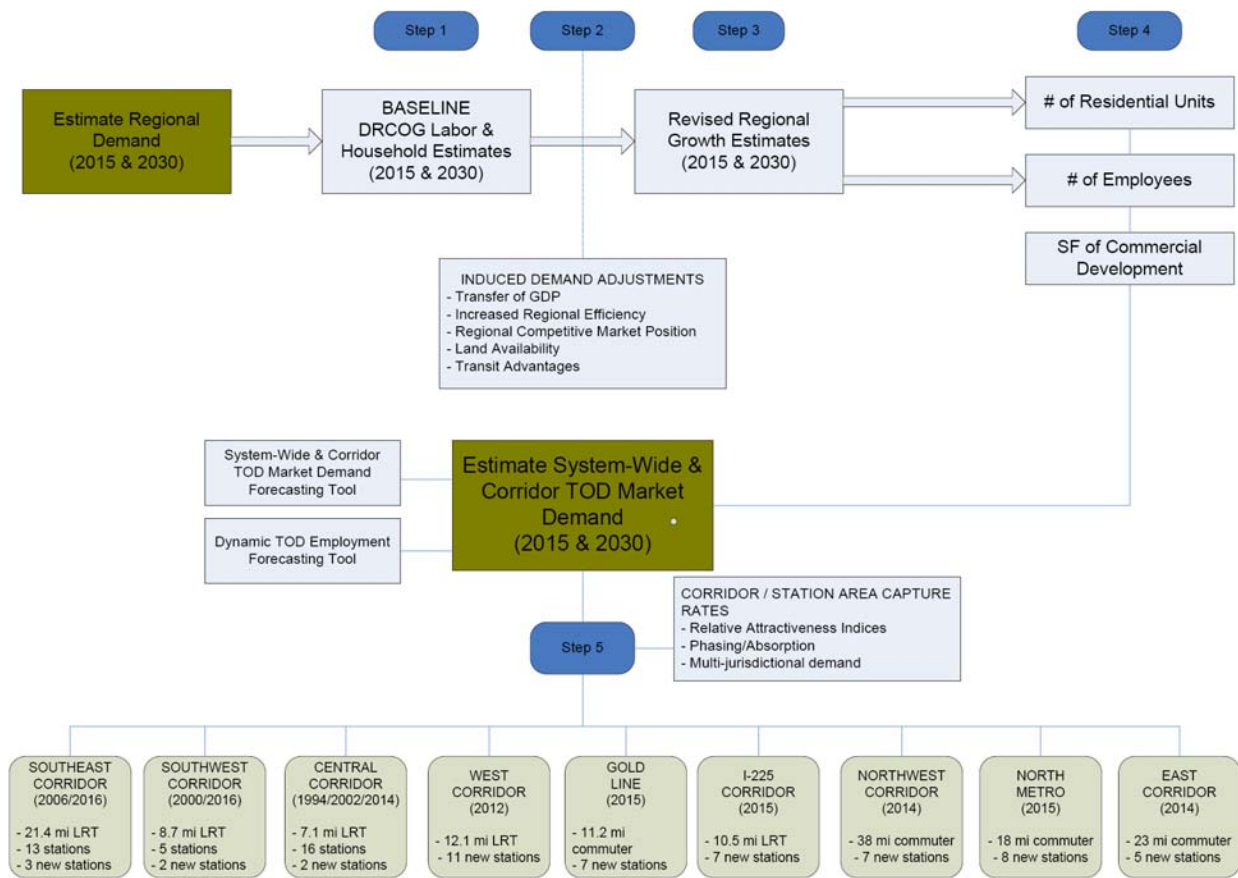 Step 1
Step 2
Step 3
Step 4
Estimate Regional
Demand
(2015 & 2030)
BASELINE
DRCOG Labor &
Household Estimates
(2015 & 2030)
Revised Regional
Growth Estimates
(2015 & 2030)
# of Residential Units
# of Employees
SF of Commercial
Development
INDUCED DEMAND ADJUSTMENTS
- Transfer of GDP
- Increased Regional Efficiency
- Regional Competitive Market Position
- Land Availability
- Transit Advantages
System-Wide & Corridor
TOD Market Demand
Forecasting Tool
Dynamic TOD Employment
Forecasting Tool
Estimate System-Wide &
Corridor TOD Market
Demand
(2015 & 2030)
CORRIDOR / STATION AREA CAPTURE
RATES
- Relative Attractiveness Indices
- Phasing/Absorption
- Multi-jurisdictional demand
Step 5
SOUTHEAST
CORRIDOR
(2006/2016)
- 21.4 mi LRT
- 13 stations
- 3 new stations
SOUTHWEST
CORRIDOR
(2000/2016)
- 8.7 mi LRT
- 5 stations
- 2 new stations
CENTRAL
CORRIDOR
(1994/2002/2014)
- 7.1 mi LRT
- 16 stations
- 2 new stations
WEST
CORRIDOR
(2012)
- 12.1 mi LRT
- 11 new stations
GOLD
LINE
(2015)
- 11.2 mi
commuter
- 7 new stations
I-225
CORRIDOR
(2015)
- 10.5 mi LRT
- 7 new stations
NORTHWEST
CORRIDOR
(2014)
- 38 mi commuter
- 7 new stations
NORTH
METRO
(2015)
- 18 mi commuter
- 8 new stations
EAST
CORRIDOR
(2014)
- 23 mi commuter
- 5 new stations